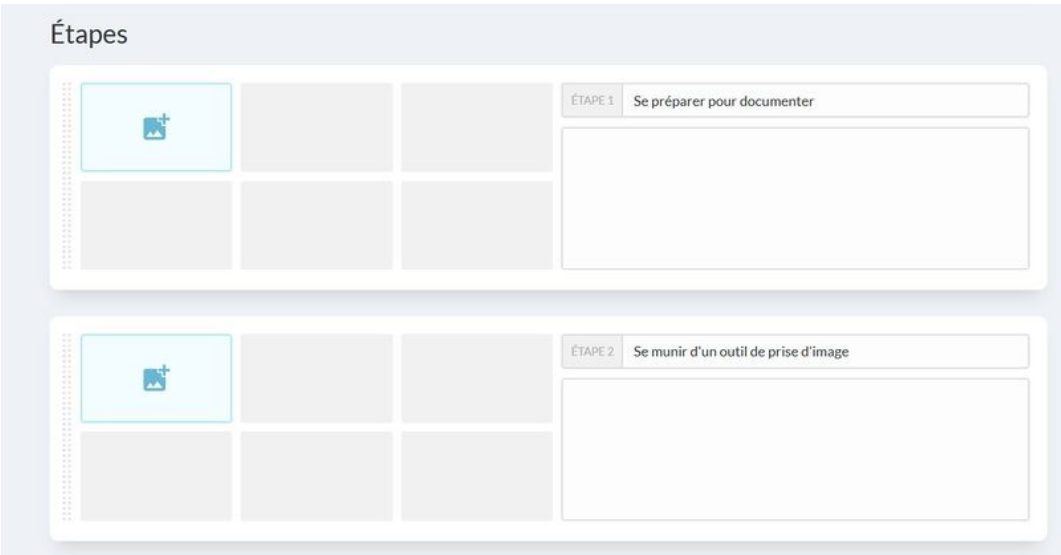 Étapes
ÉTAPE 1 Se préparer pour documenter
ÉTAPE 2 Se munir d'un outil de prise d'image